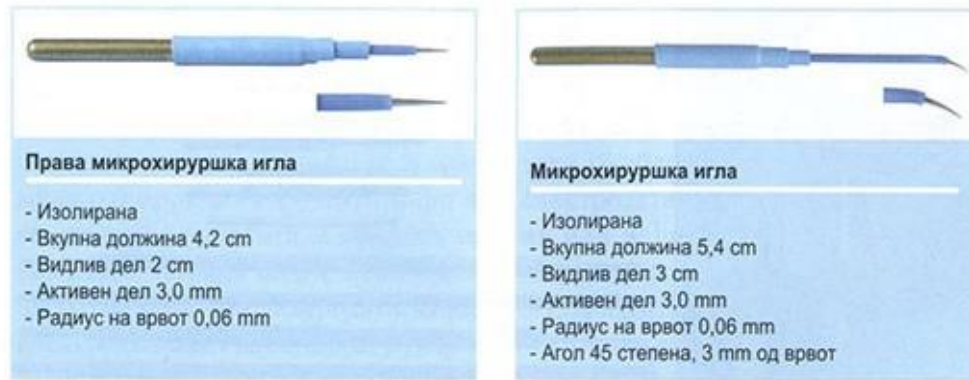 Права микрохируршка игла
- Изолирана
- Вкупна должина 4,2 cm
- Видлив дел 2 cm
- Активен дел 3,0 mm
- Радиус на врвот 0,06 mm
Микрохируршка игла
- Изолирана
- Вкупна должина 5,4 cm
- Видлив дел 3 cm
- Активен дел 3,0 mm
- Радиус на врвот 0,06 mm
- Агол 45 степена, 3 mm од врвот